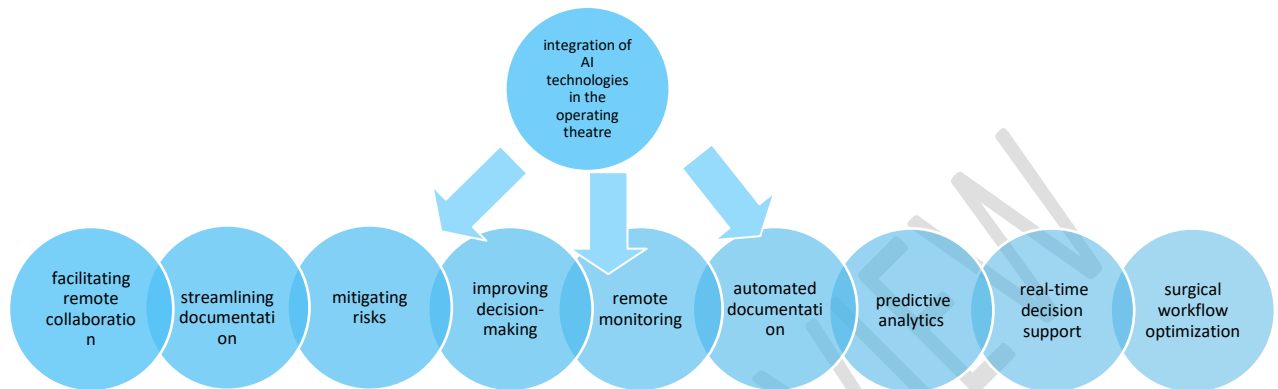 integration of
AI
technologies
in the
operating
theatre
facilitating
remote
collaboratio
n
streamlining
documentati
on
mitigating
risks
improving
decision-
making
remote
monitoring
automated
documentati
on
predictive
analytics
real-time
decision
support
surgical
workflow
optimization